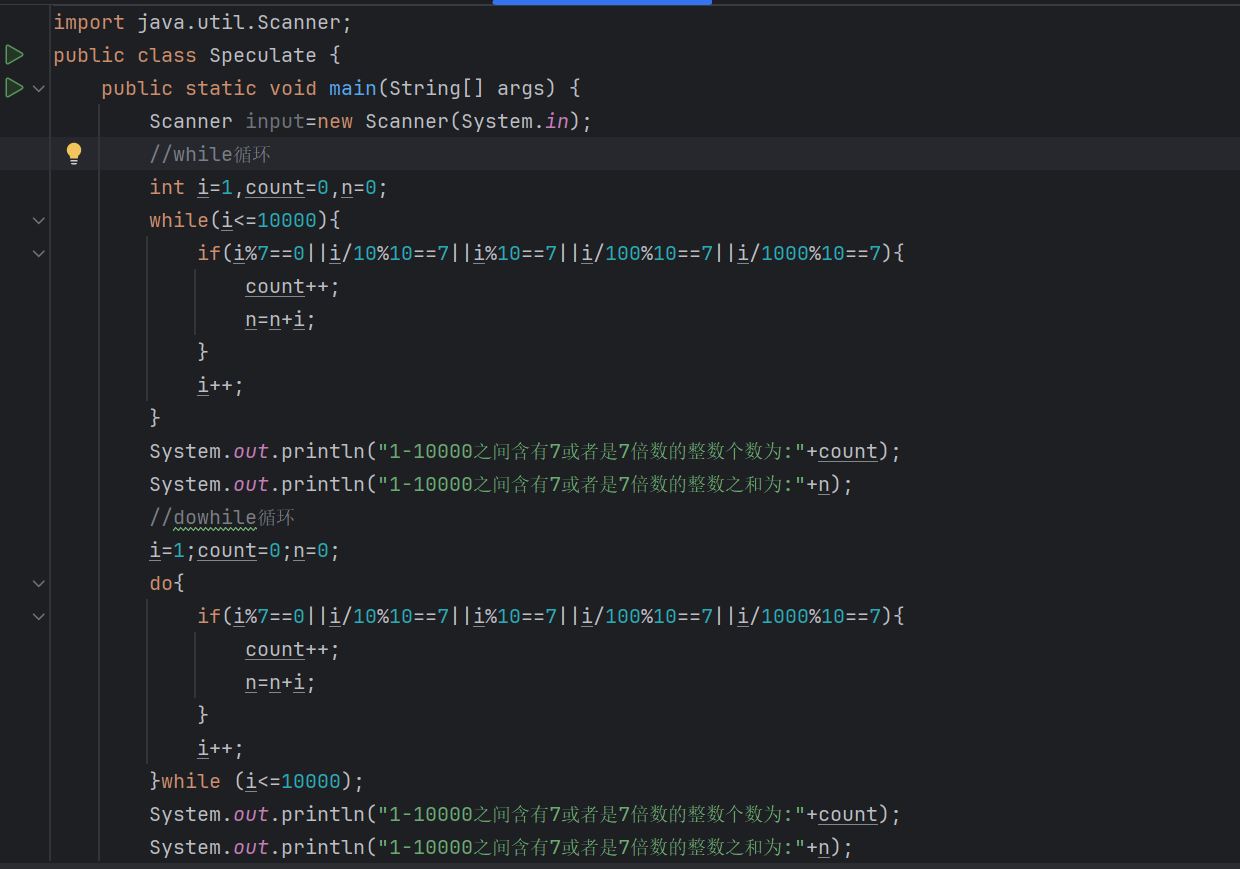 import java.util.Scanner;
public class Speculate {
    public static void main(String[] args) {
        Scanner input=new Scanner(System.in);
        //while循环
        int i=1,count=0,n=0;
        while(i<=10000){
            if(i%7==0||i/10%10==7||i%10==7||i/100%10==7||i/1000%10==7){
                count++;
                n=n+i;
            }
            i++;
        }
        System.out.println("1-10000之间含有7或者是7倍数的整数个数为:"+count);
        System.out.println("1-10000之间含有7或者是7倍数的整数之和为:"+n);
        //dowhile循环
        i=1;count=0;n=0;
        do{
            if(i%7==0||i/10%10==7||i%10==7||i/100%10==7||i/1000%10==7){
                count++;
                n=n+i;
            }
            i++;
        }while (i<=10000);
        System.out.println("1-10000之间含有7或者是7倍数的整数个数为:"+count);
        System.out.println("1-10000之间含有7或者是7倍数的整数之和为:"+n);